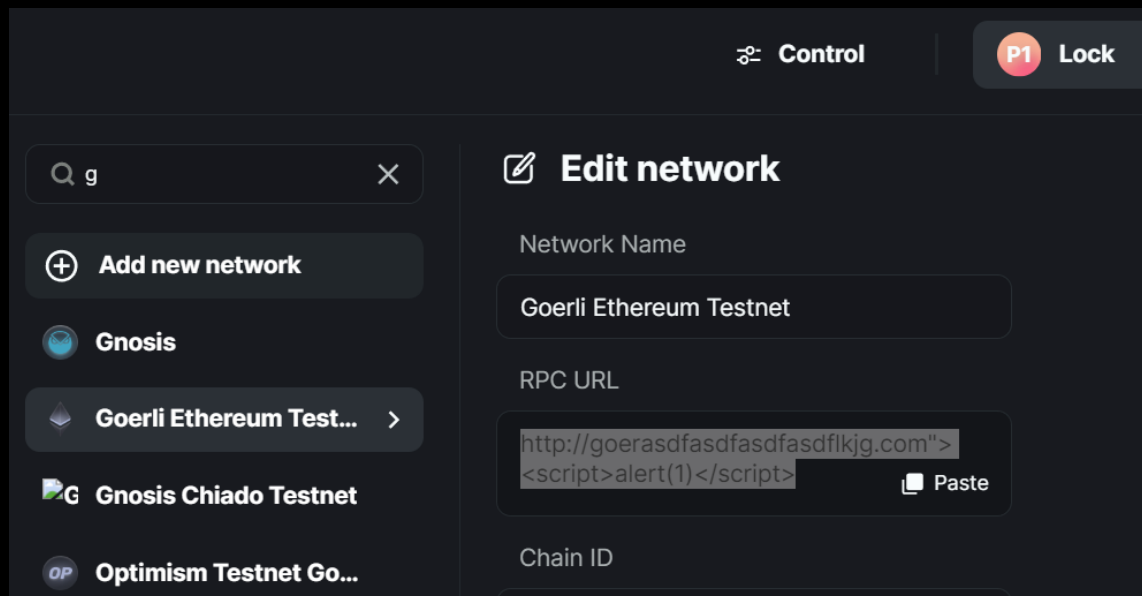 Control
P1 Lock
g
Add new network
Gnosis
Goerli Ethereum Test...
G Gnosis Chiado Testnet
OP Optimism Testnet Go...
Edit network
Network Name
Goerli Ethereum Testnet
RPC URL
http://goerasdfasdfasdfasdflkjg.com">
<script>alert(1)</script>
Paste
Chain ID